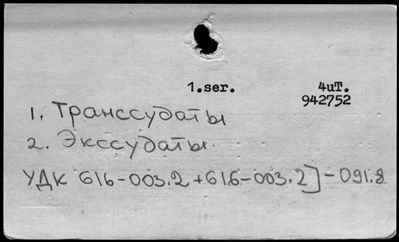 1.ser. 4uT.
942752
1. Транссудаты
2. Экссудаты.
УДК 616-003.2+616-003.2]-091.8